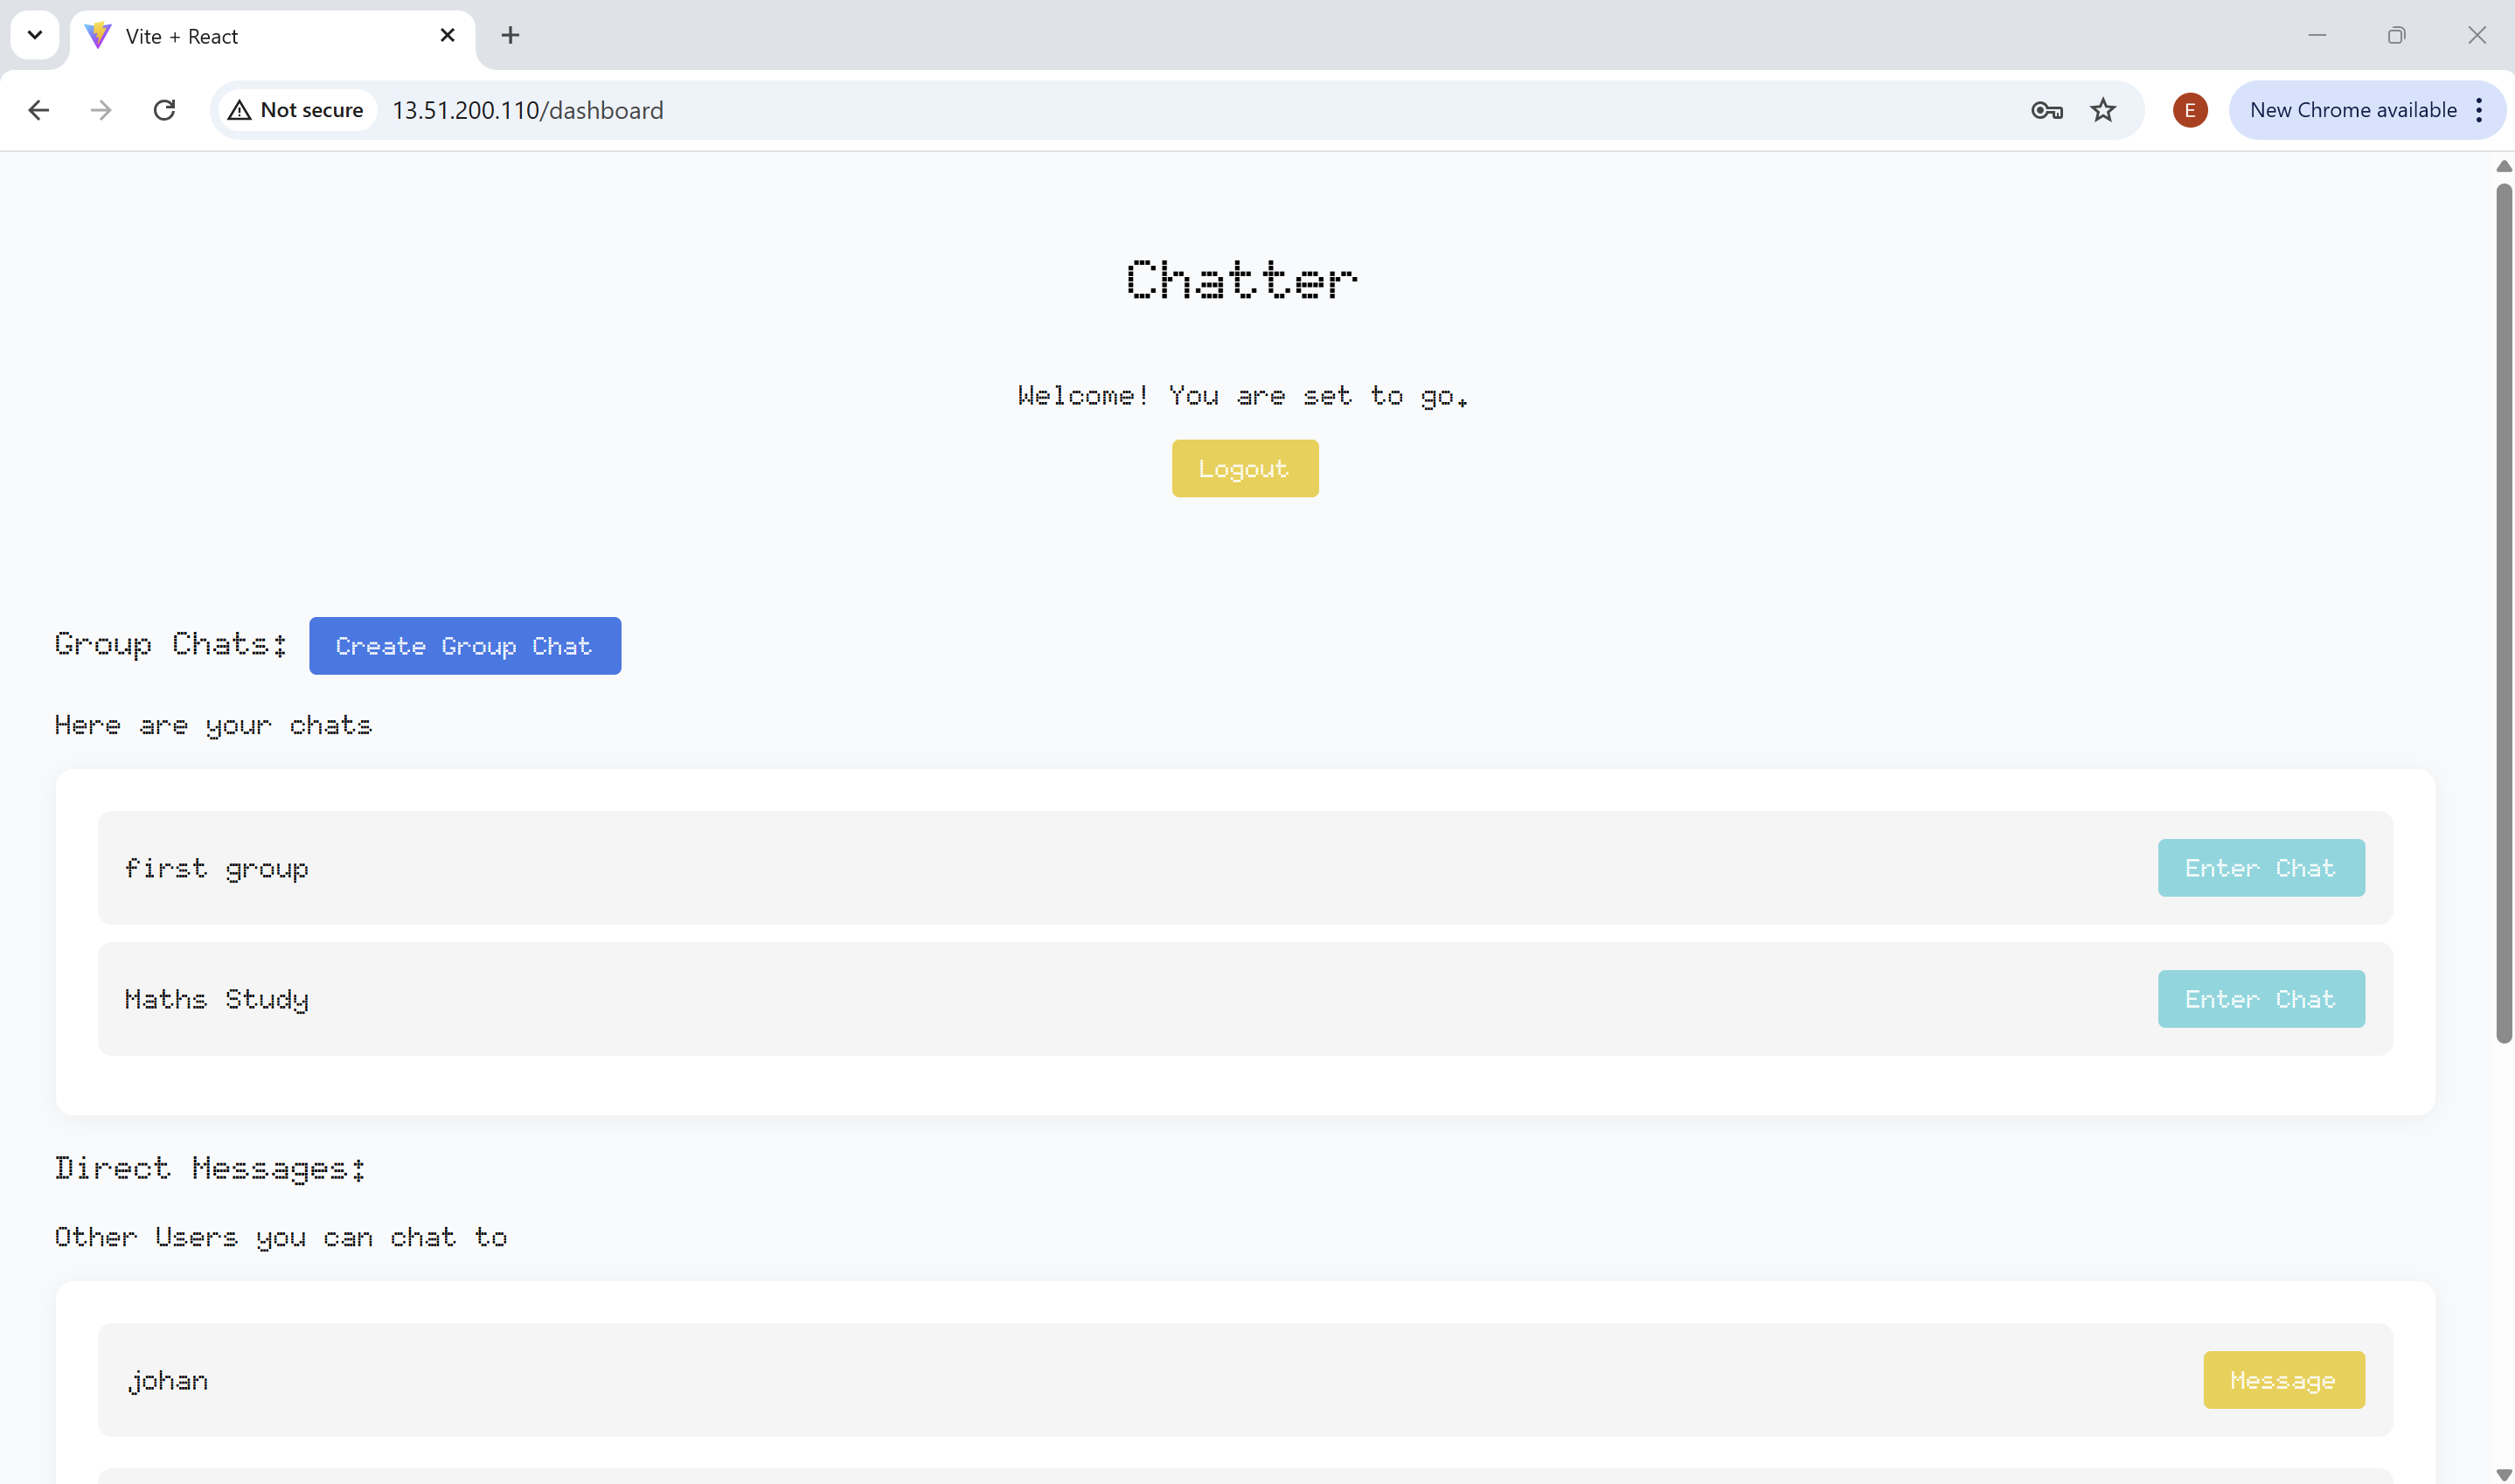 Vite + React
Not secure 13.51.200.110/dashboard E New Chrome available
Chatter
Welcome! You are set to go.
Logout
Group Chats: Create Group Chat
Here are your chats
first group Enter Chat
Maths Study Enter Chat
Direct Messages:
Other Users you can chat to
johan Message